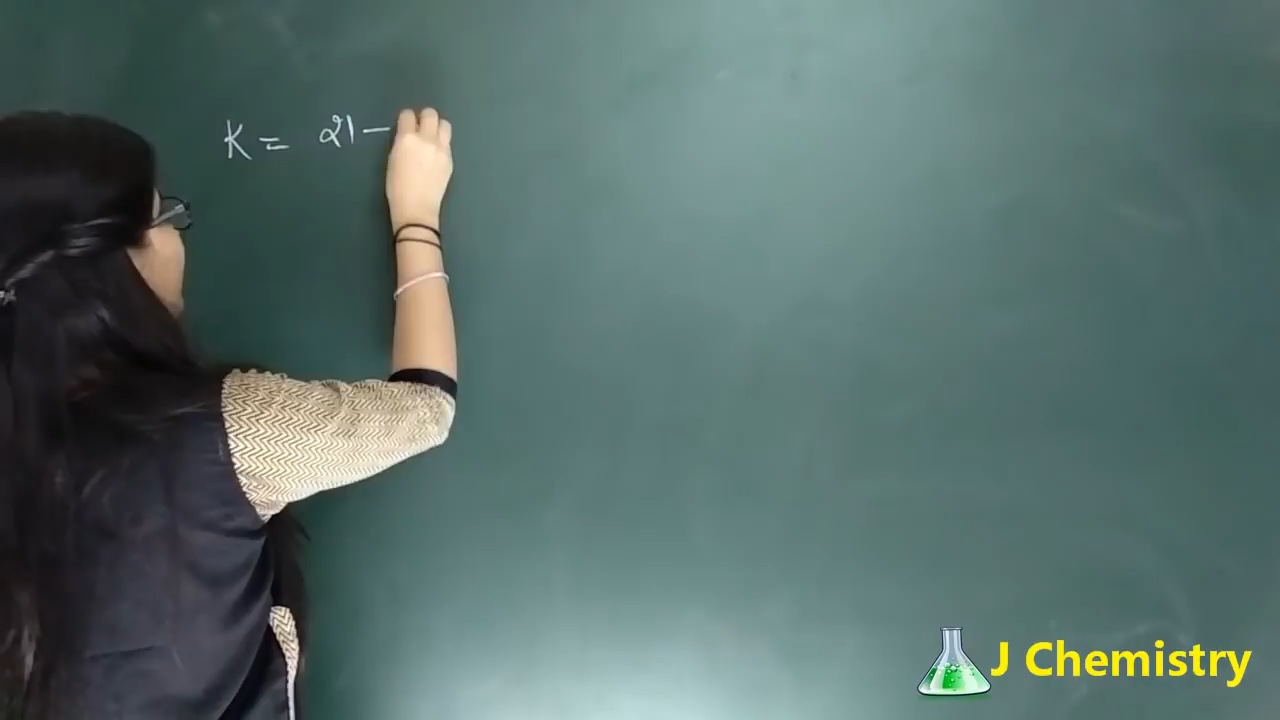 K = 21 –
J Chemistry